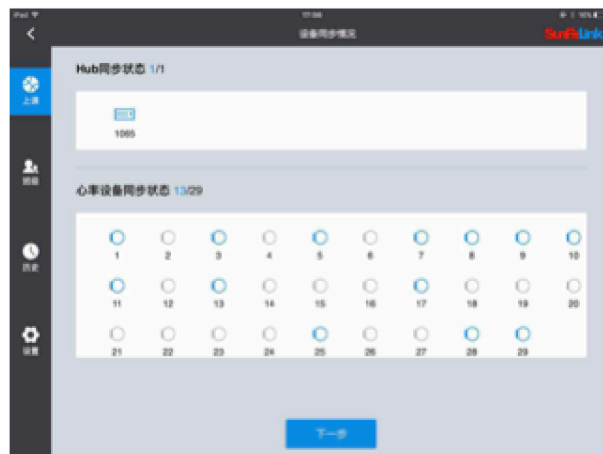 iPad
设备同步情况
Hub同步状态 1/1
上课
1065
班级
心率设备同步状态 13/29
1 2 3 4 5 6 7 8 9 10
历史
11 12 13 14 15 16 17 18 19 20
设置
21 22 23 24 25 26 27 28 29
下一步